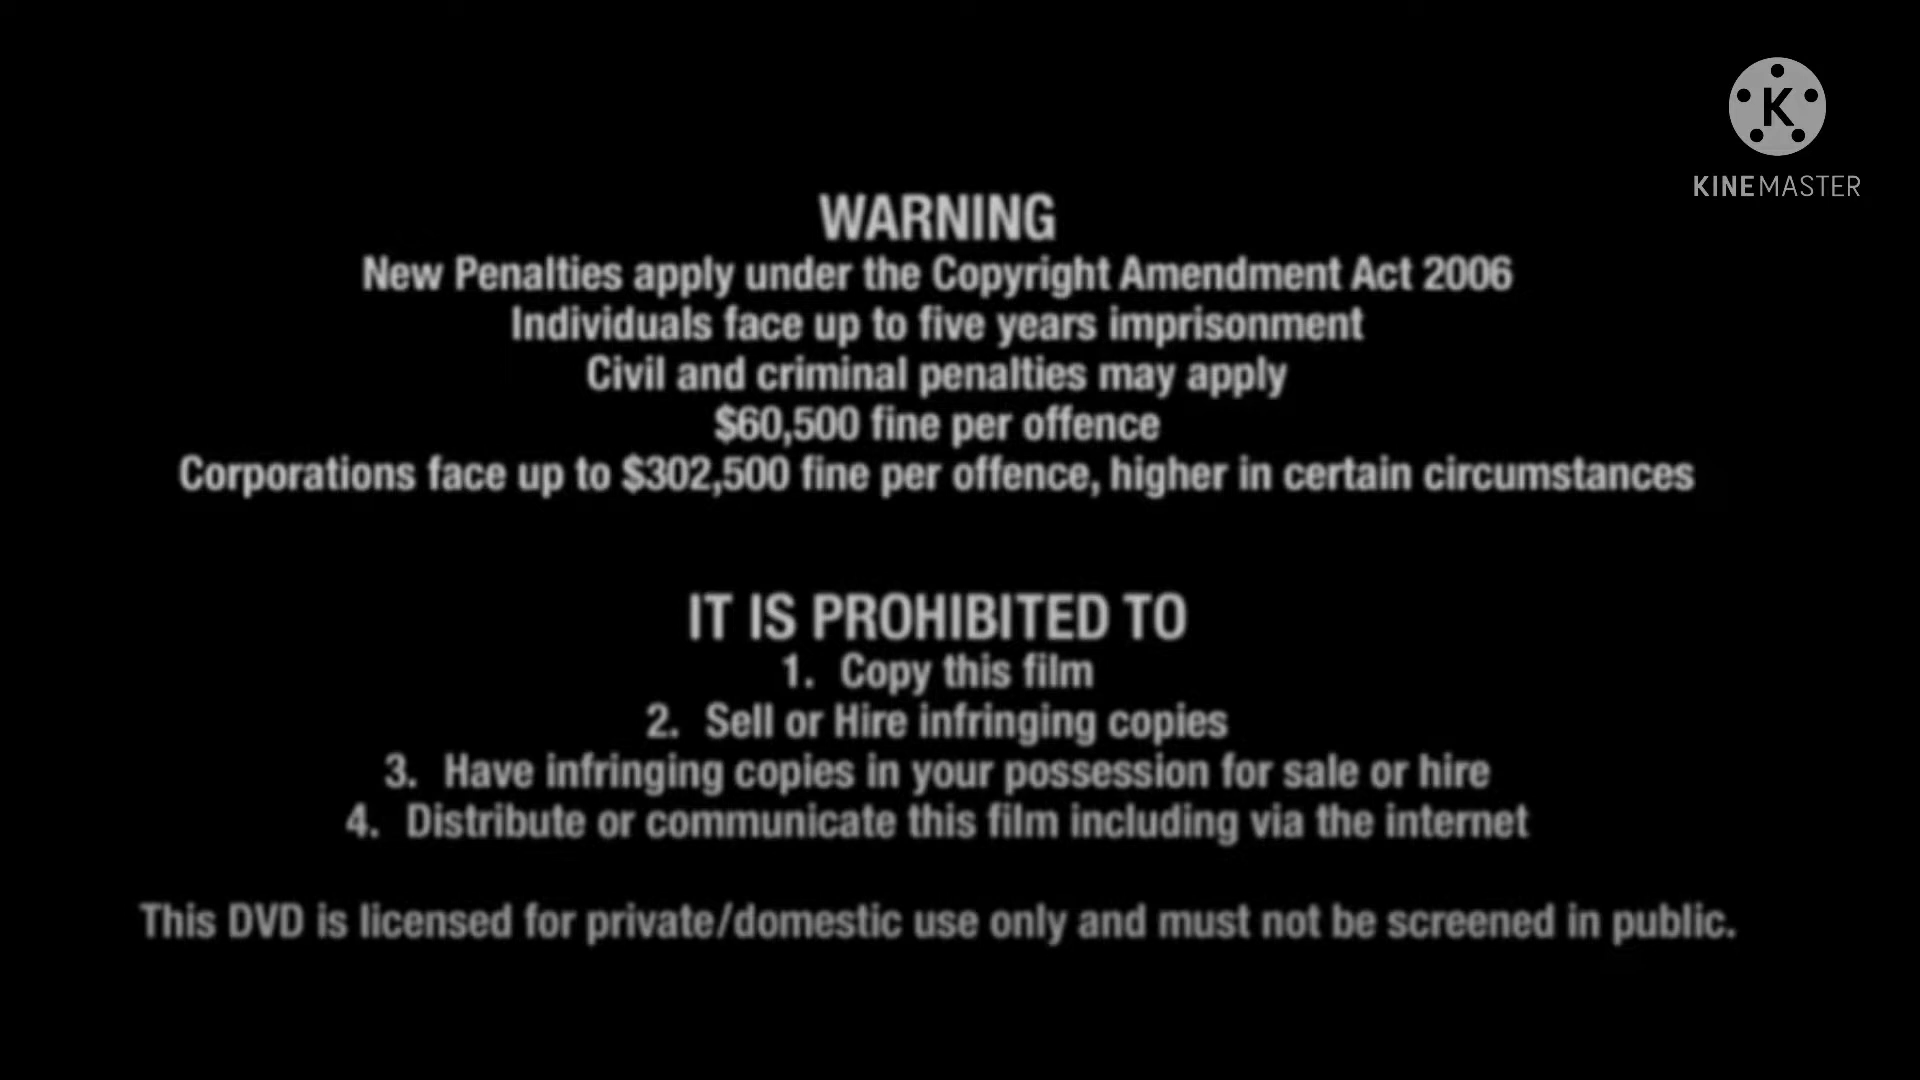 K
KINEMASTER
WARNING
New Penalties apply under the Copyright Amendment Act 2006
Individuals face up to five years imprisonment
Civil and criminal penalties may apply
$60,500 fine per offence
Corporations face up to $302,500 fine per offence, higher in certain circumstances
IT IS PROHIBITED TO
1. Copy this film
2. Sell or Hire infringing copies
3. Have infringing copies in your possession for sale or hire
4. Distribute or communicate this film including via the internet
This DVD is licensed for private/domestic use only and must not be screened in public.